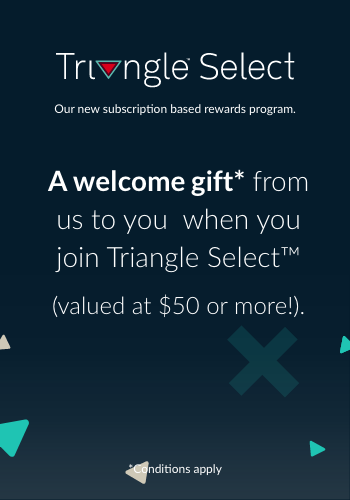 Triangle Select
Our new subscription based rewards program.
A welcome gift* from
us to you when you
join Triangle Select™
(valued at $50 or more!).
*Conditions apply